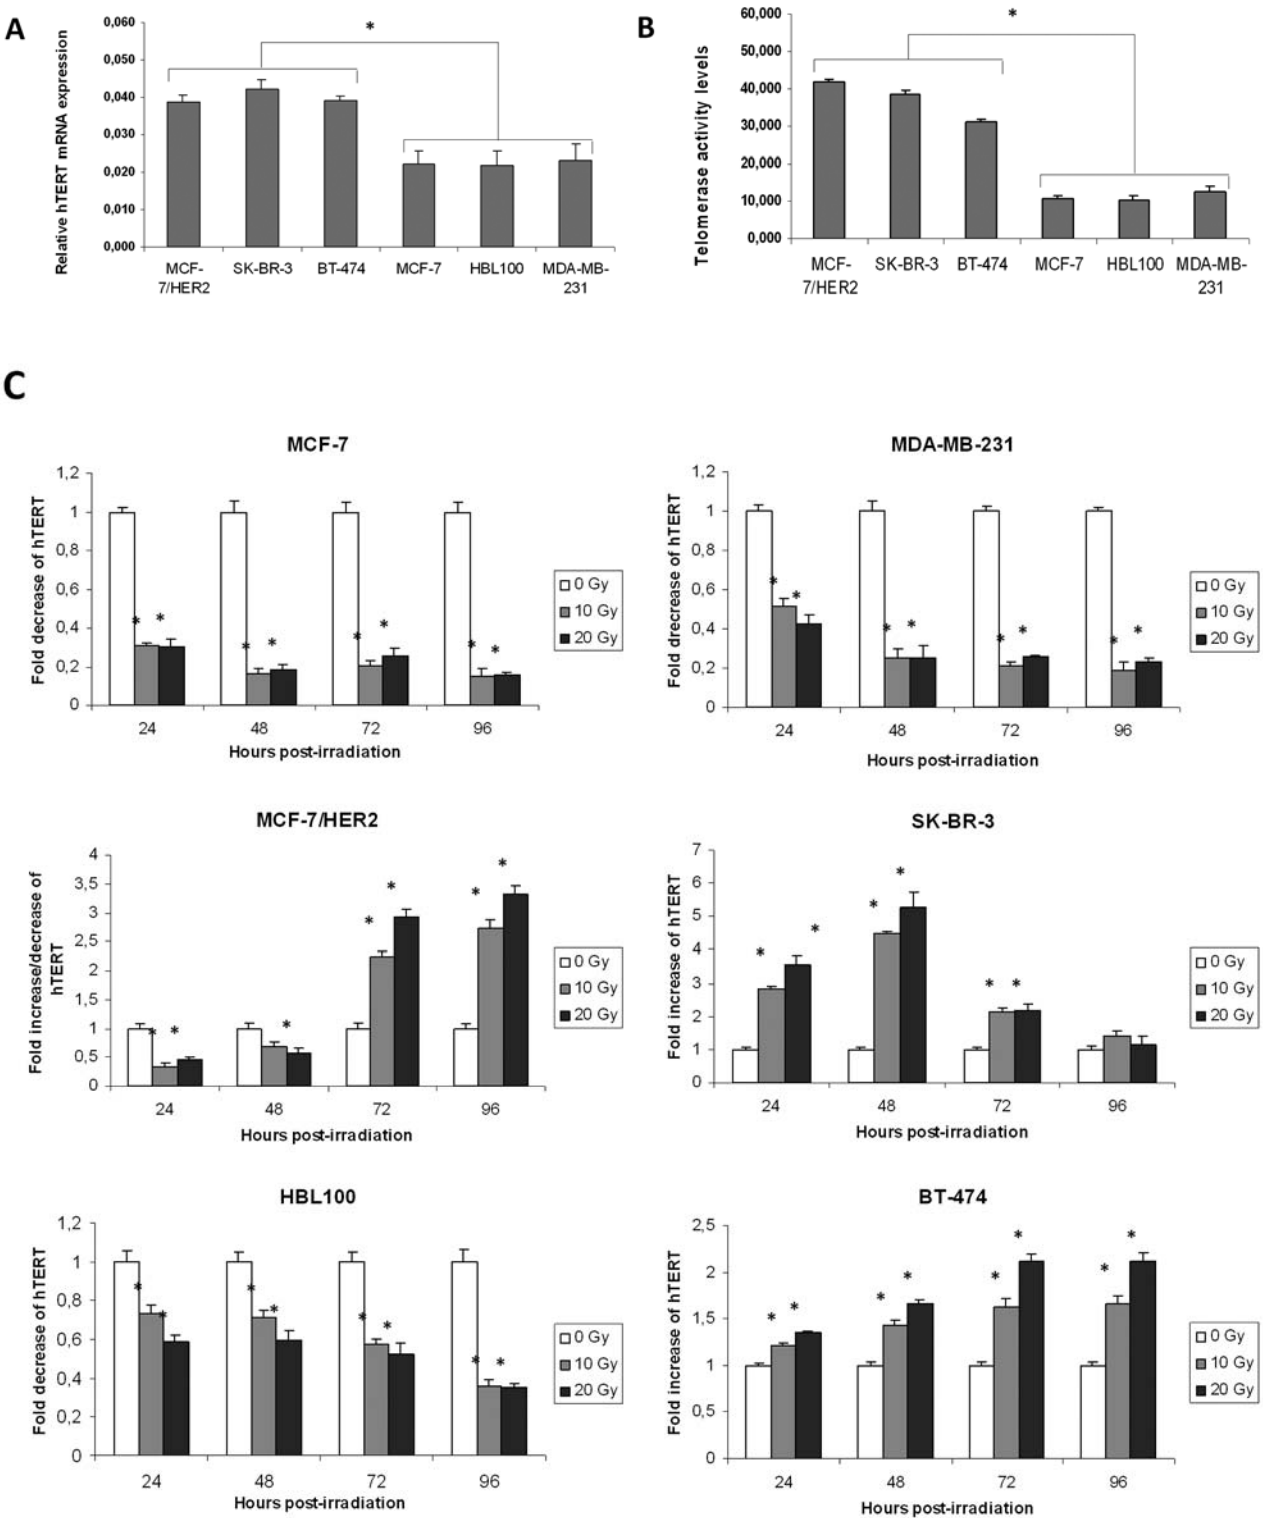 A
Relative hTERT mRNA expression
0,060
0,050
0,040
0,030
0,020
0,010
0,000
*
MCF-
7/HER2
SK-BR-3
BT-474
MCF-7
HBL100
MDA-MB-
231
B
Telomerase activity levels
60,000
50,000
40,000
30,000
20,000
10,000
0,000
*
MCF-
7/HER2
SK-BR-3
BT-474
MCF-7
HBL100
MDA-MB-
231
C
MCF-7
Fold decrease of hTERT
1,2
1
0,8
0,6
0,4
0,2
0
* * * * * * * *
24 48 72 96
Hours post-irradiation
0 Gy
10 Gy
20 Gy
MDA-MB-231
Fold drecrease of hTERT
1,2
1
0,8
0,6
0,4
0,2
0
* * * * * * * *
24 48 72 96
Hours post-irradiation
0 Gy
10 Gy
20 Gy
MCF-7/HER2
Fold increase/decrease of
hTERT
4
3,5
3
2,5
2
1,5
1
0,5
0
* * * * * * *
24 48 72 96
Hours post-irradiation
0 Gy
10 Gy
20 Gy
SK-BR-3
Fold increase of hTERT
7
6
5
4
3
2
1
0
* * * * * *
24 48 72 96
Hours post-irradiation
0 Gy
10 Gy
20 Gy
HBL100
Fold decrease of hTERT
1,2
1
0,8
0,6
0,4
0,2
0
* * * * * * * *
24 48 72 96
Hours post-irradiation
0 Gy
10 Gy
20 Gy
BT-474
Fold increase of hTERT
2,5
2
1,5
1
0,5
0
* * * * * * * *
24 48 72 96
Hours post-irradiation
0 Gy
10 Gy
20 Gy